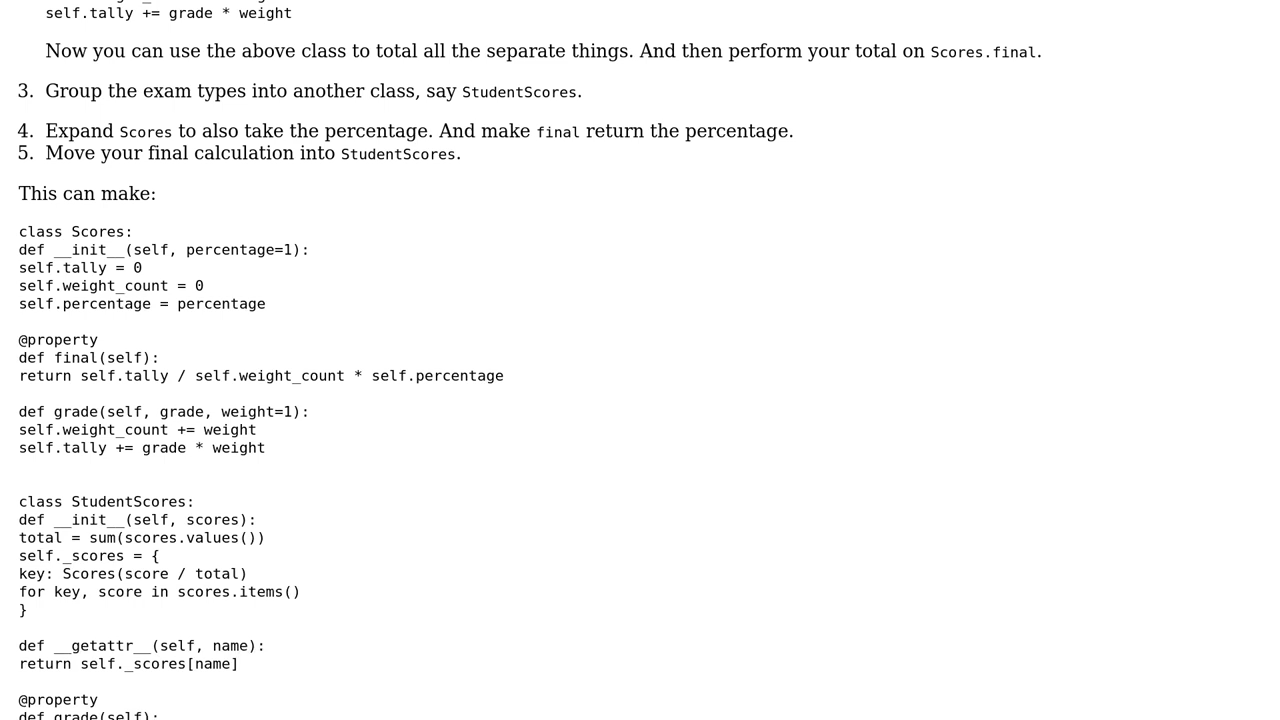 self.tally += grade * weight
Now you can use the above class to total all the separate things. And then perform your total on Scores.final.
3. Group the exam types into another class, say StudentScores.
4. Expand Scores to also take the percentage. And make final return the percentage.
5. Move your final calculation into StudentScores.
This can make:
class Scores:
def __init__(self, percentage=1):
self.tally = 0
self.weight_count = 0
self.percentage = percentage
@property
def final(self):
return self.tally / self.weight_count * self.percentage
def grade(self, grade, weight=1):
self.weight_count += weight
self.tally += grade * weight
class StudentScores:
def __init__(self, scores):
total = sum(scores.values())
self._scores = {
key: Scores(score / total)
for key, score in scores.items()
}
def __getattr__(self, name):
return self._scores[name]
@property
def grade(self):